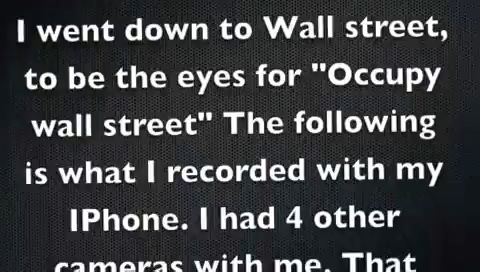 I went down to Wall street,
to be the eyes for "Occupy
wall street" The following
is what I recorded with my
IPhone. I had 4 other
cameras with me. That